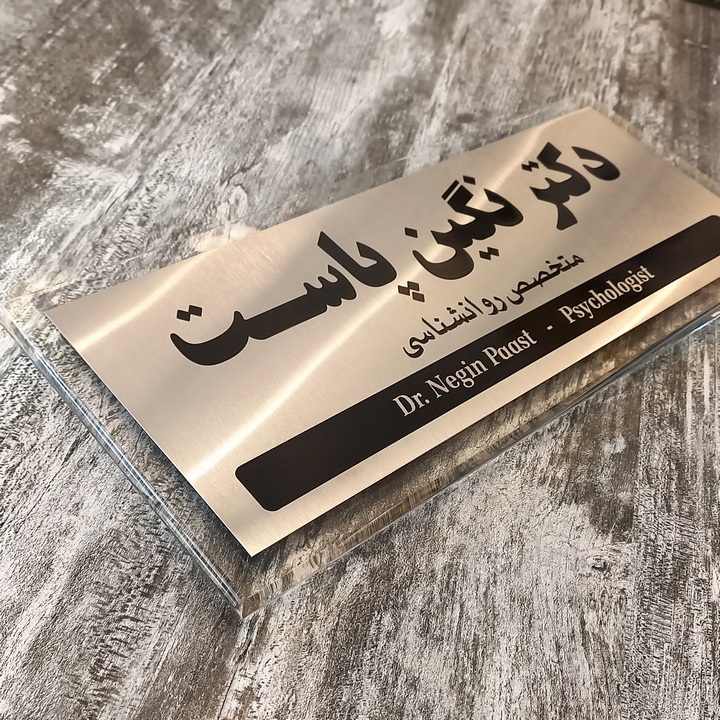 دکتر نگین پاست
متخصص روانشناسی
Dr. Negin Paast - Psychologist